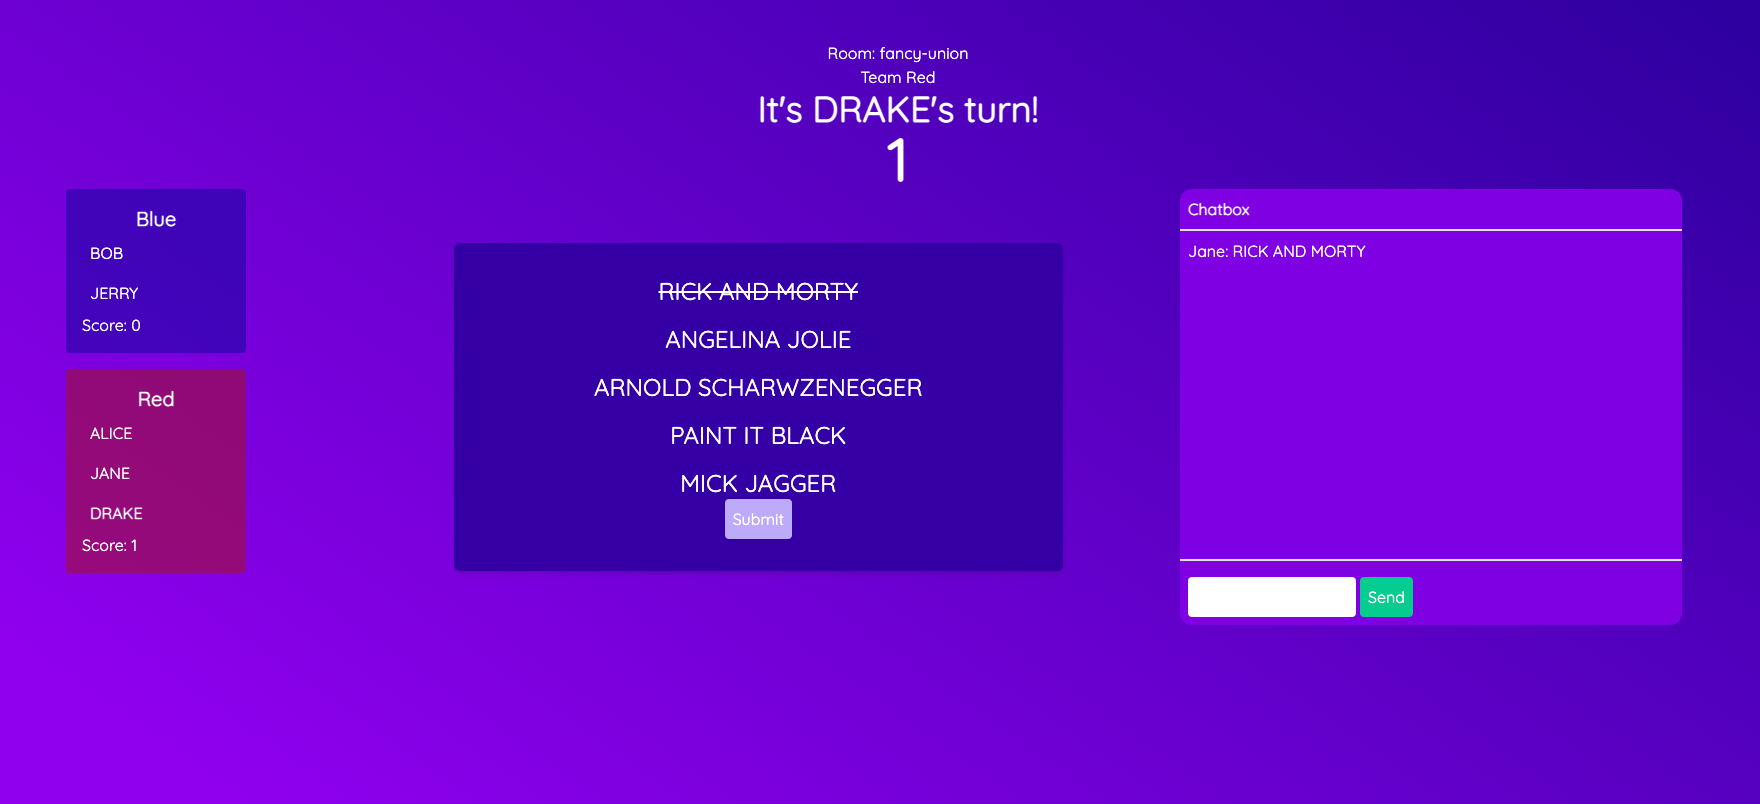 Room: fancy-union
Team Red
It's DRAKE's turn!
1
Blue
BOB
JERRY
Score: 0
Red
ALICE
JANE
DRAKE
Score: 1
RICK AND MORTY
ANGELINA JOLIE
ARNOLD SCHARWZENEGGER
PAINT IT BLACK
MICK JAGGER
Submit
Chatbox
Jane: RICK AND MORTY
Send